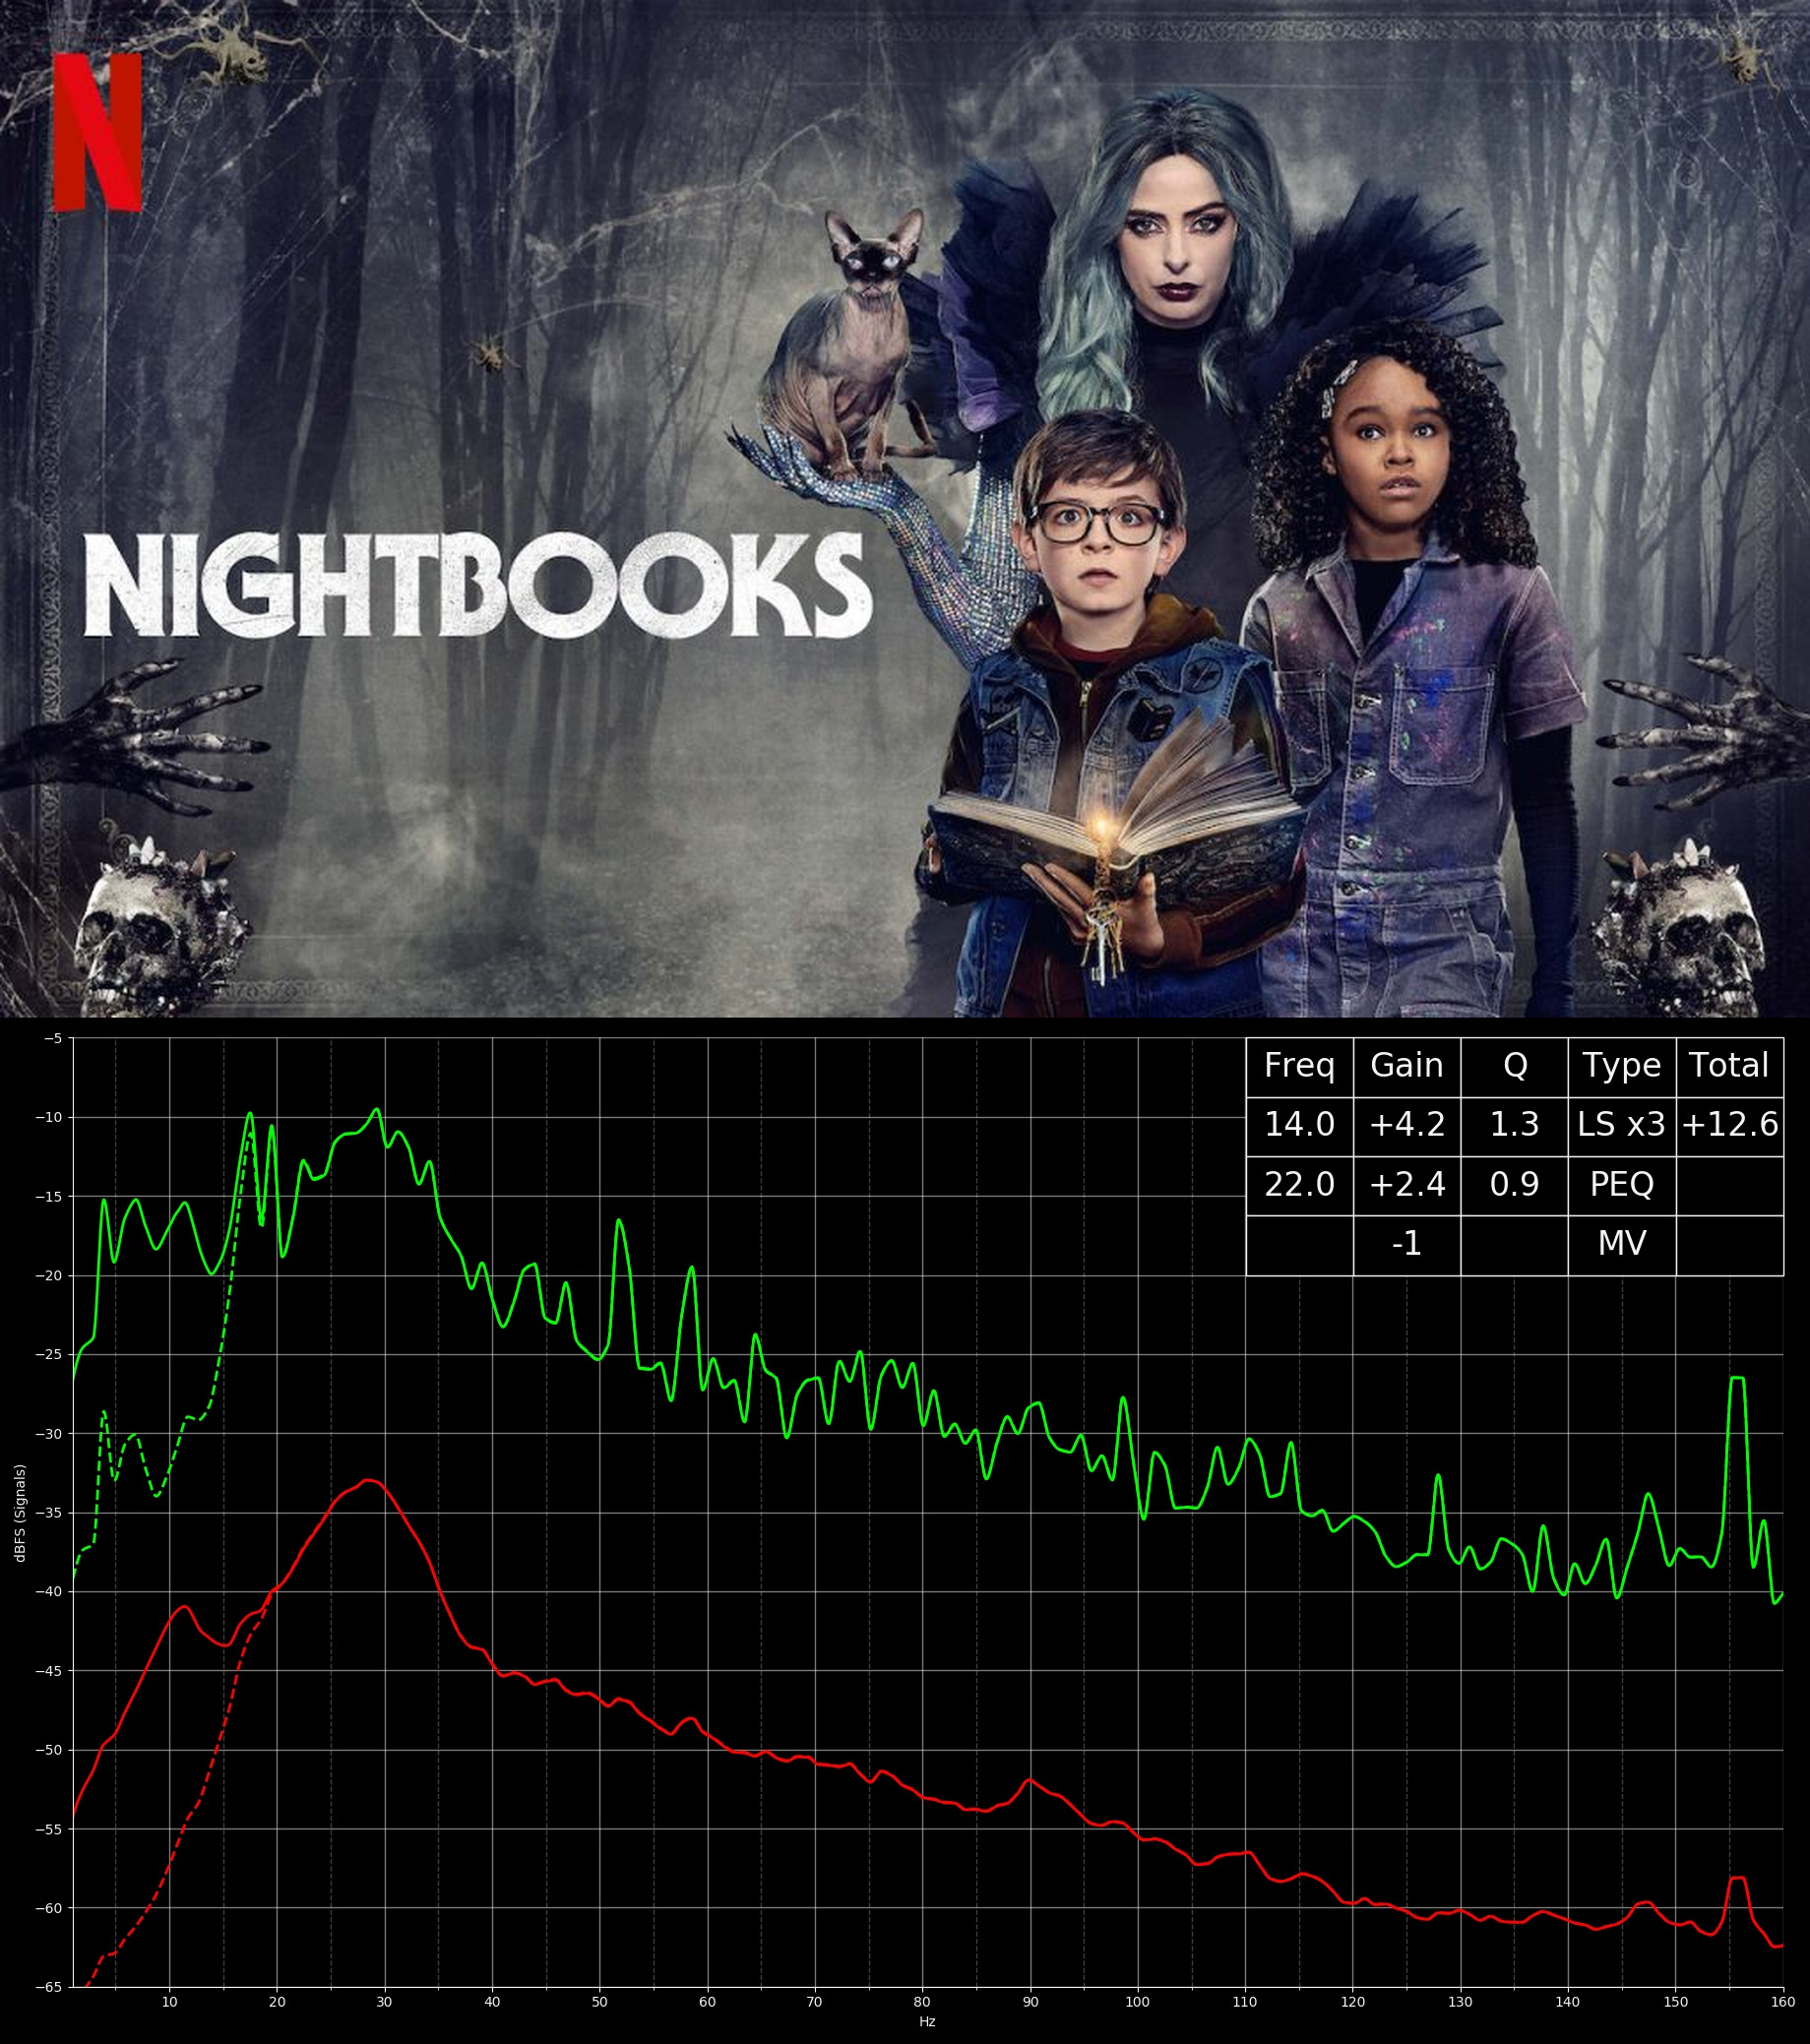 N
NIGHTBOOKS
Freq Gain Q Type Total
14.0 +4.2 1.3 LS x3 +12.6
22.0 +2.4 0.9 PEQ
-1 MV
−5
−10
−15
−20
−25
−30
−35
−40
−45
−50
−55
−60
−65
dBFS (Signals)
10 20 30 40 50 60 70 80 90 100 110 120 130 140 150 160
Hz